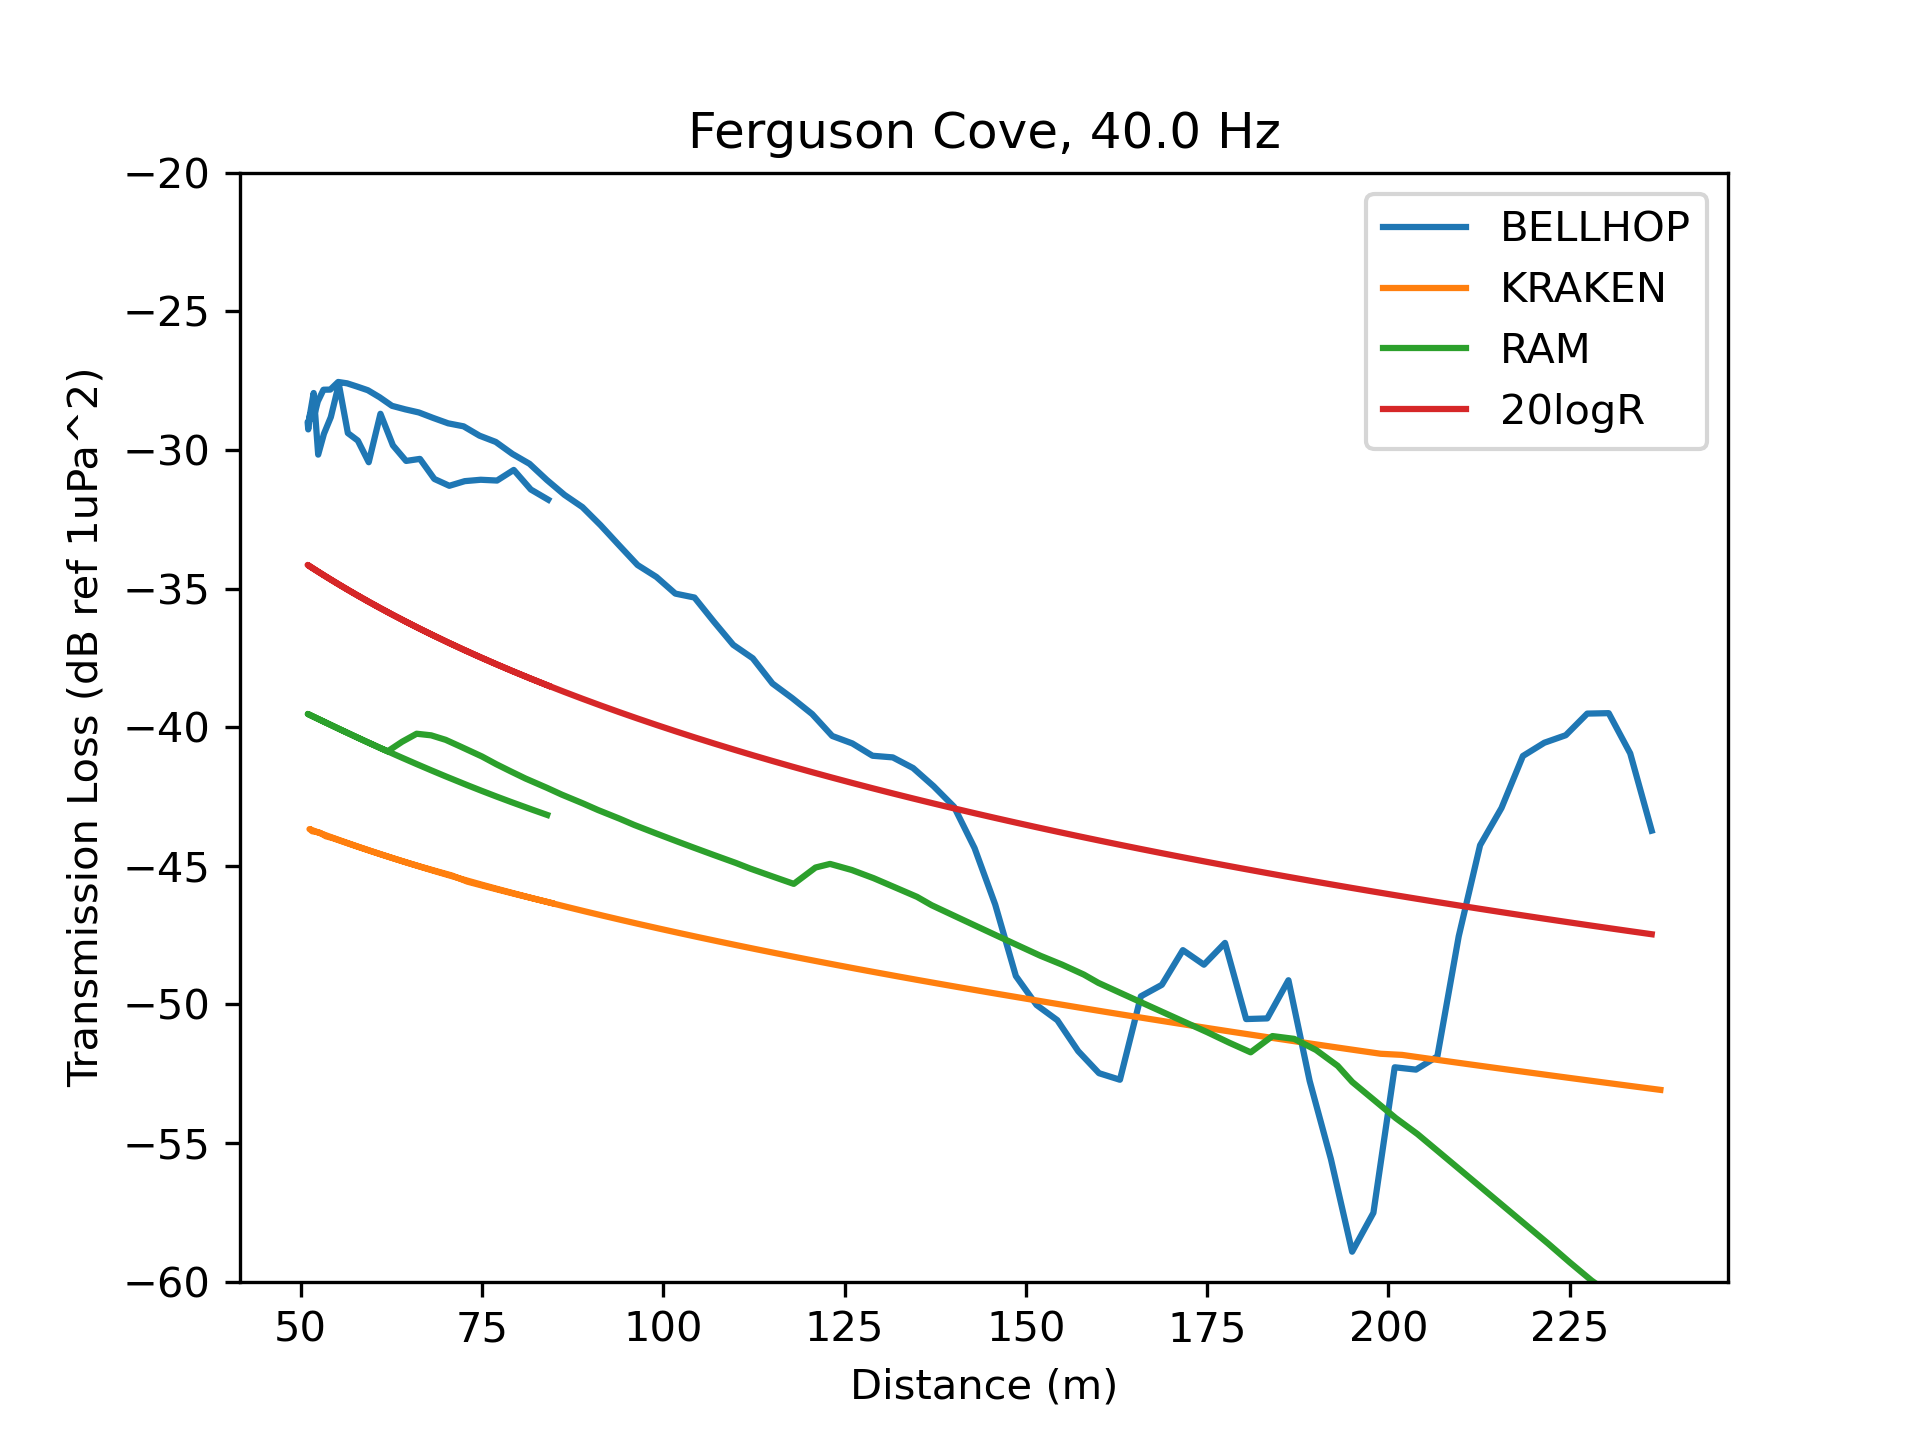 Ferguson Cove, 40.0 Hz
−20
−25
−30
−35
−40
−45
−50
−55
−60
Transmission Loss (dB ref 1uPa^2)
BELLHOP
KRAKEN
RAM
20logR
50 75 100 125 150 175 200 225
Distance (m)